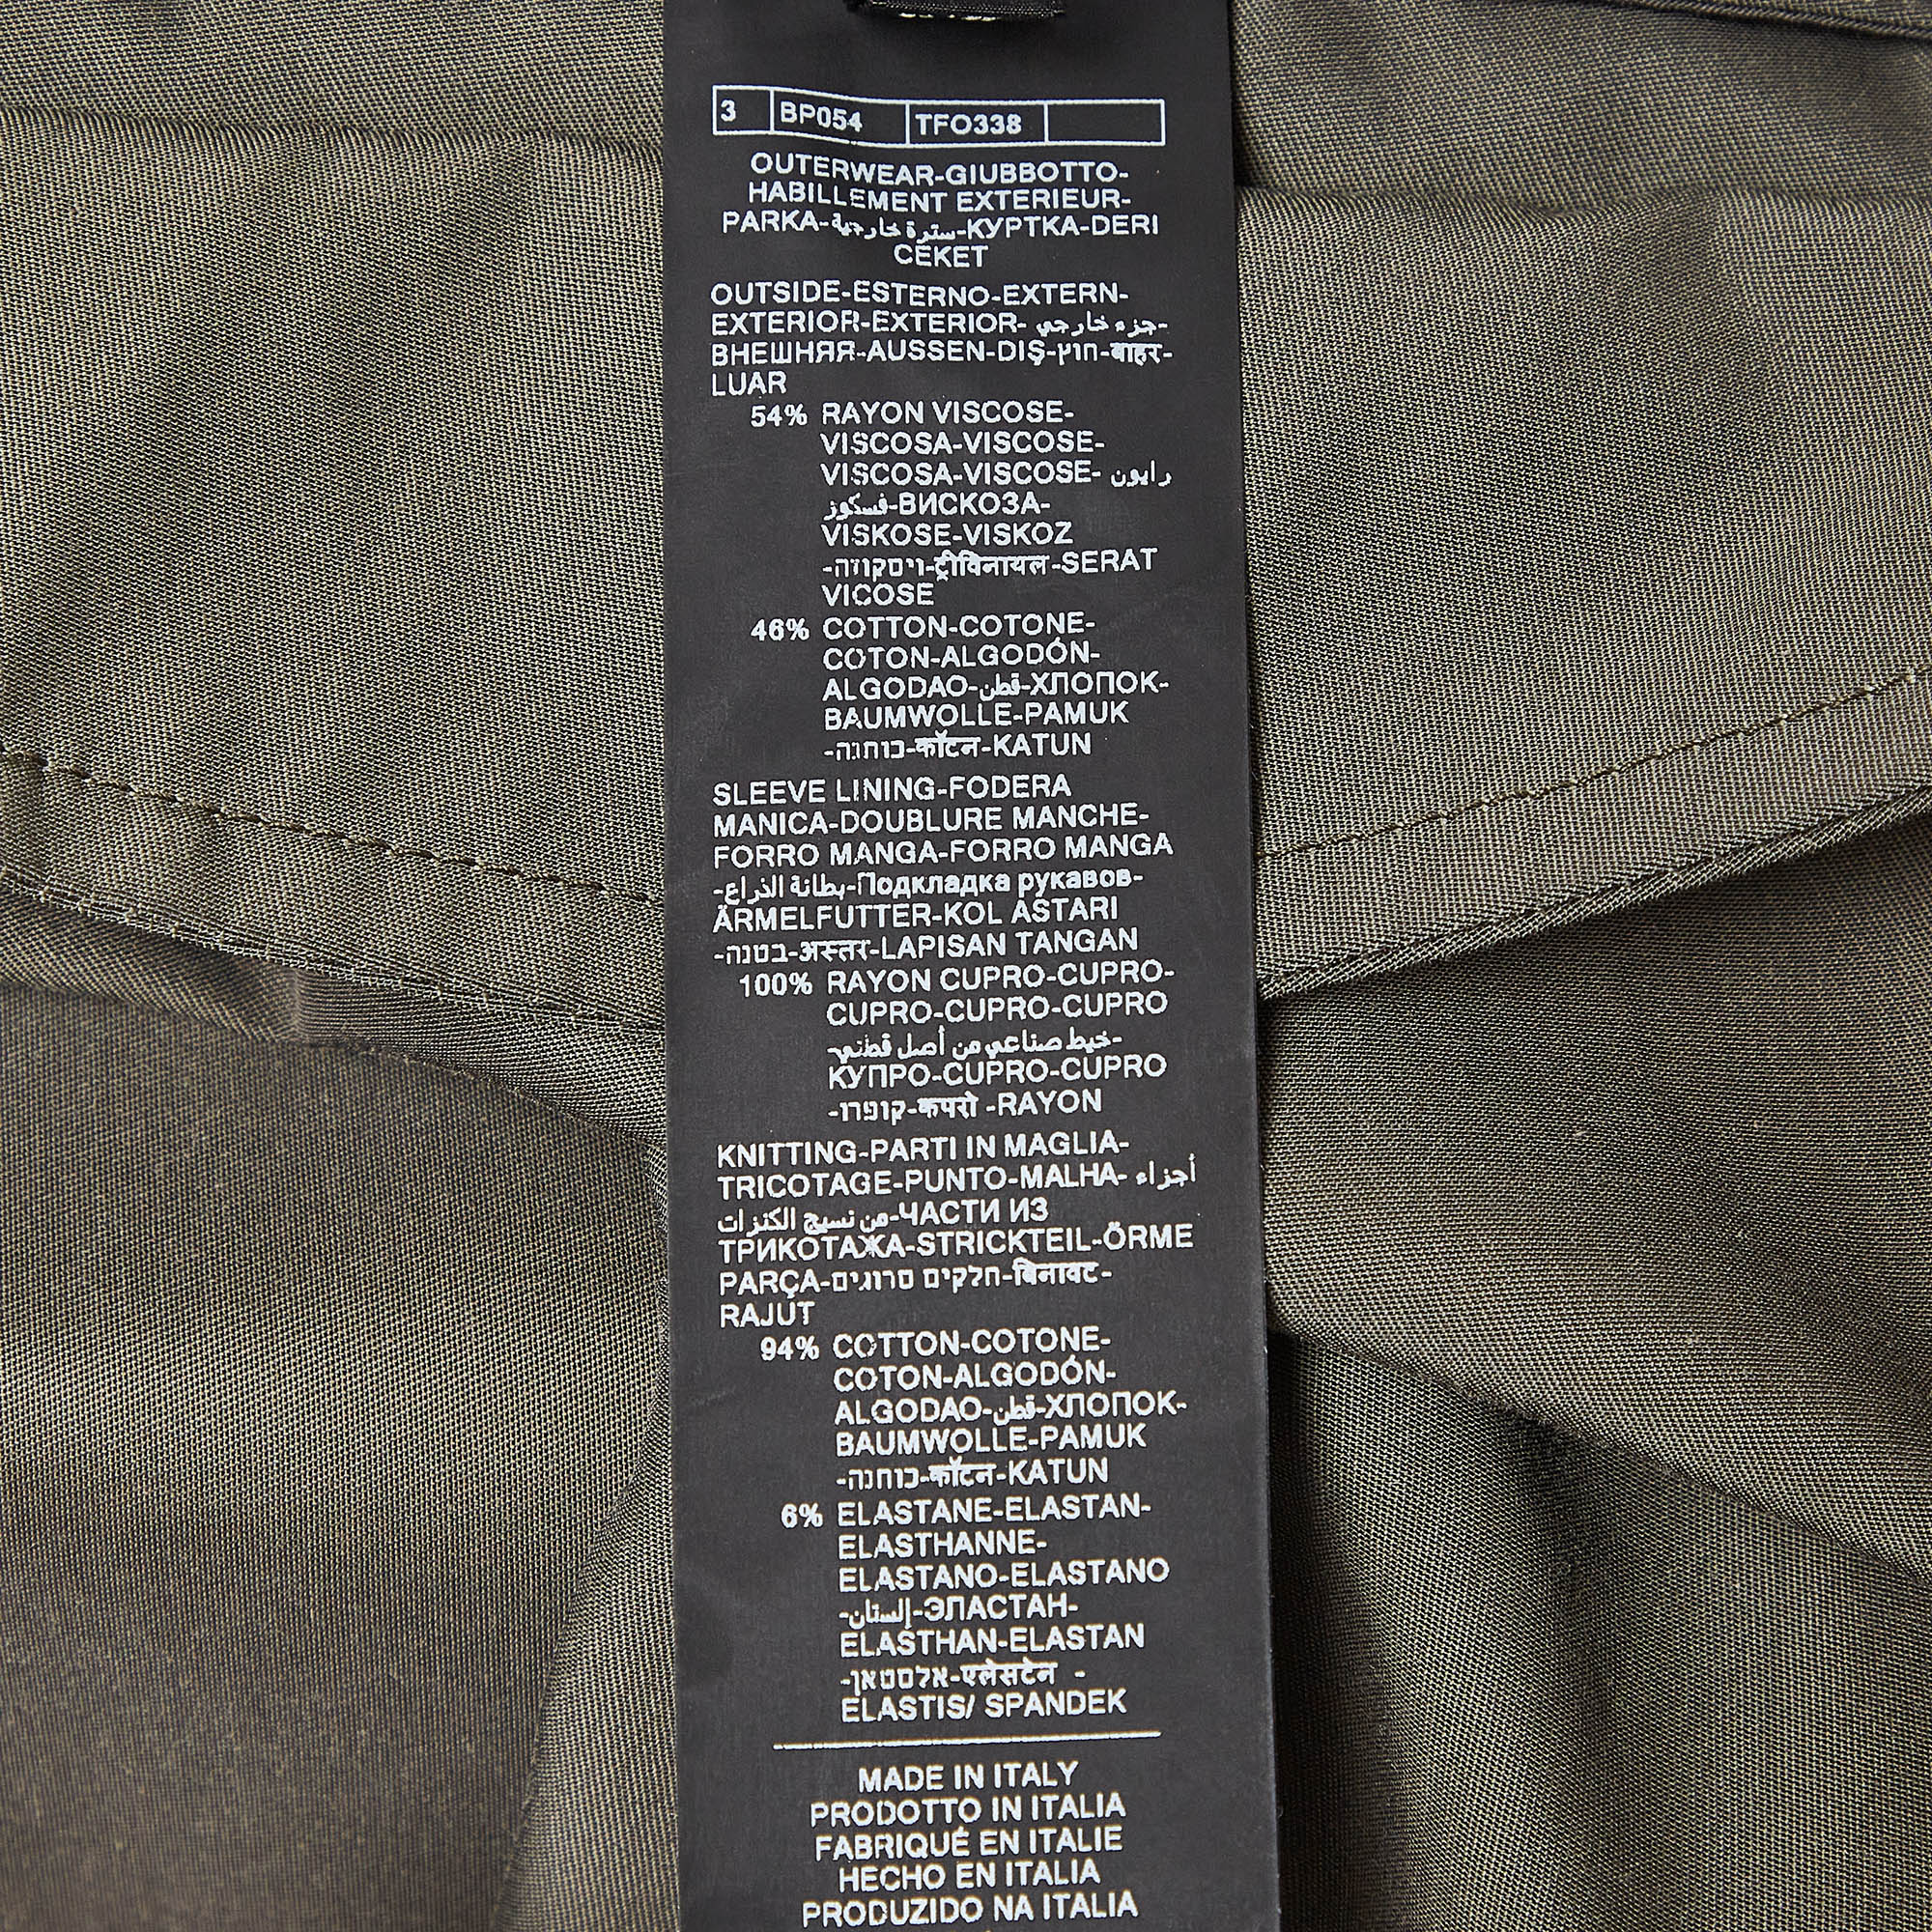 3 BP054 TFO338
OUTERWEAR-GIUBBOTTO-
HABILLEMENT EXTERIEUR-
PARKA-سترة خارجية-КУРТКА-DERI
CEKET
OUTSIDE-ESTERNO-EXTERN-
EXTERIOR-EXTERIOR- جزء خارجي-
ВНЕШНЯЯ-AUSSEN-DIŞ-חוץ-बाहर-
LUAR
54% RAYON VISCOSE-
VISCOSA-VISCOSE-
VISCOSA-VISCOSE- رايون
فسكوز-ВИСКОЗА-
VISKOSE-VISKOZ
-ויסקוזה-ट्रीविनायल-SERAT
VICOSE
46% COTTON-COTONE-
COTON-ALGODÓN-
ALGODAO-قطن-ХЛОПОК-
BAUMWOLLE-PAMUK
-כותנה-कॉटन-KATUN
SLEEVE LINING-FODERA
MANICA-DOUBLURE MANCHE-
FORRO MANGA-FORRO MANGA
-بطانة الذراع-Подкладка рукавов-
ÄRMELFUTTER-KOL ASTARI
-בטנה-अस्तर-LAPISAN TANGAN
100% RAYON CUPRO-CUPRO-
CUPRO-CUPRO-CUPRO
-خيط صناعي من أصل قطني-
КУПРО-CUPRO-CUPRO
-קופרו-कपरो -RAYON
KNITTING-PARTI IN MAGLIA-
TRICOTAGE-PUNTO-MALHA- أجزاء
من نسيج الكنزات-ЧАСТИ ИЗ
ТРИКОТАЖА-STRICKTEIL-ÖRME
PARÇA-חלקים סרוגים-बिनावट-
RAJUT
94% COTTON-COTONE-
COTON-ALGODÓN-
ALGODAO-قطن-ХЛОПОК-
BAUMWOLLE-PAMUK
-כותנה-कॉटन-KATUN
6% ELASTANE-ELASTAN-
ELASTHANNE-
ELASTANO-ELASTANO
-إلستان-ЭЛАСТАН-
ELASTHAN-ELASTAN
-אלסטאן-एलेसटेन -
ELASTIS/ SPANDEK
MADE IN ITALY
PRODOTTO IN ITALIA
FABRIQUÉ EN ITALIE
HECHO EN ITALIA
PRODUZIDO NA ITALIA